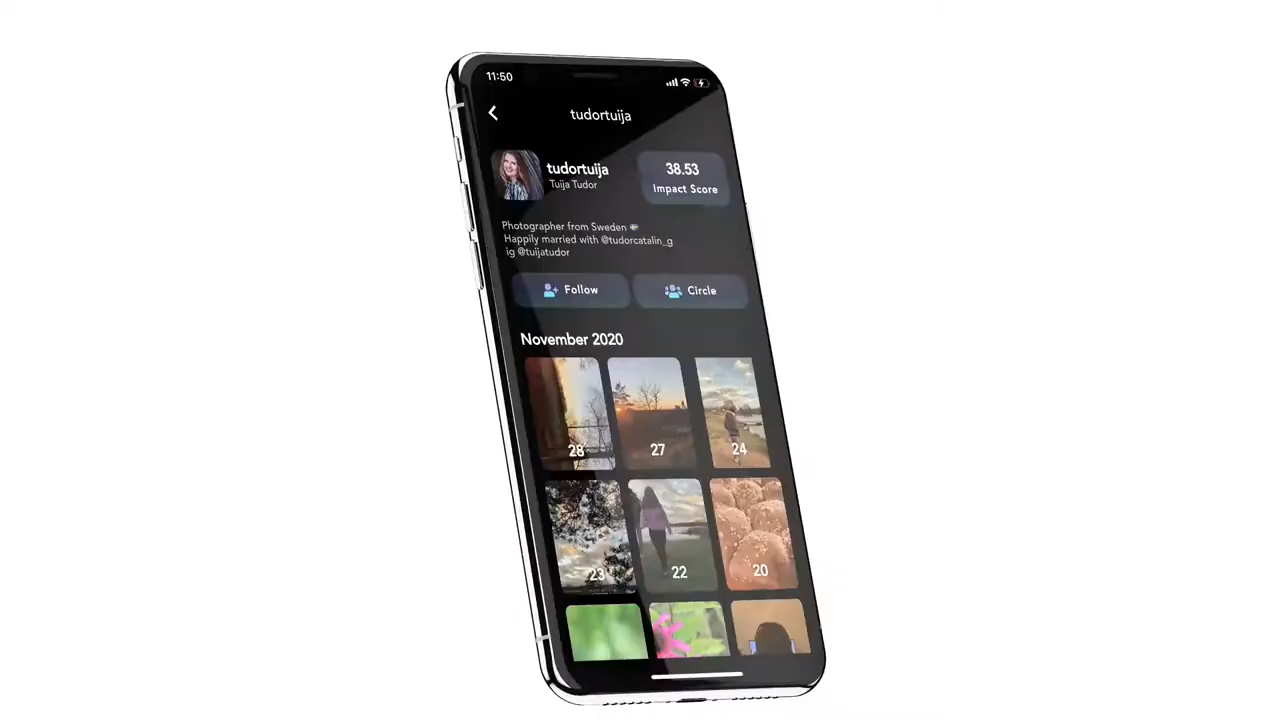 11:50
tudortuija
tudortuija
Tuija Tudor
38.53
Impact Score
Photographer from Sweden
Happily married with @tudorcatalin_g
ig @tuijatudor
Follow
Circle
November 2020
28
27
24
23
22
20